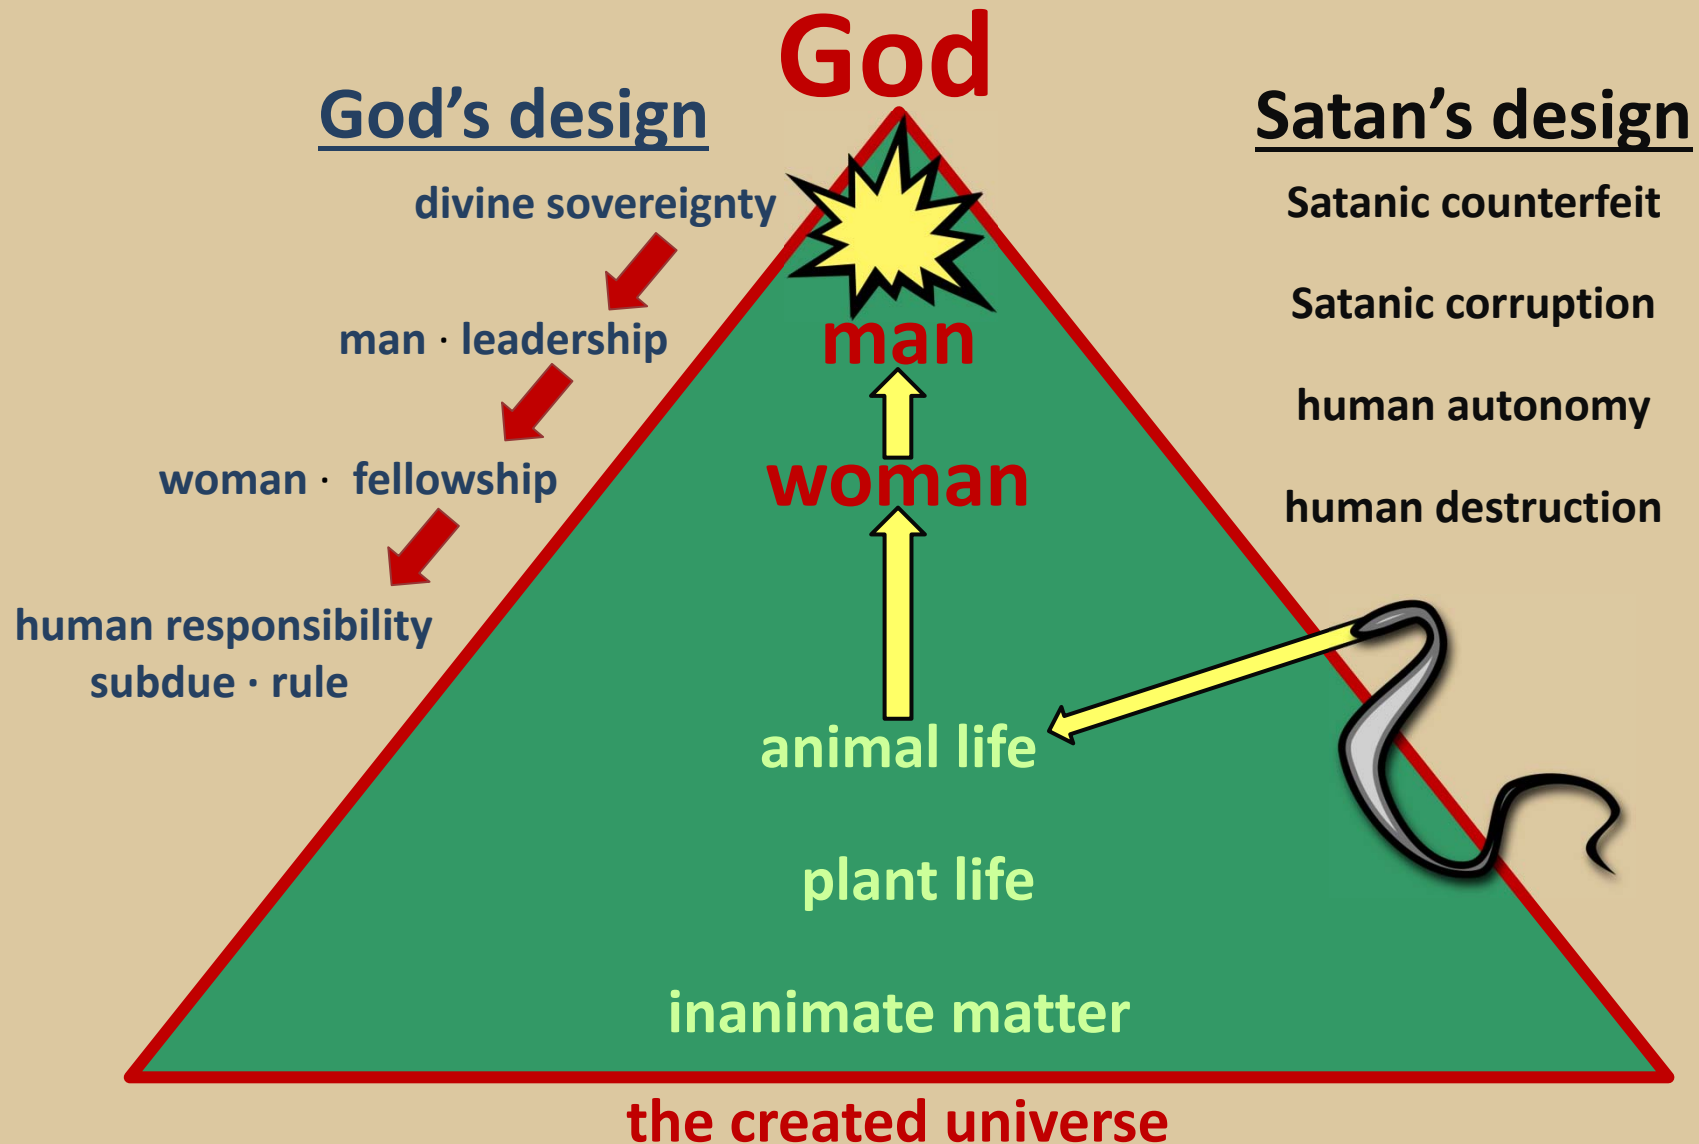 God
God's design
divine sovereignty
man · leadership
woman · fellowship
human responsibility
subdue · rule
man
woman
animal life
plant life
inanimate matter
the created universe
Satan's design
Satanic counterfeit
Satanic corruption
human autonomy
human destruction